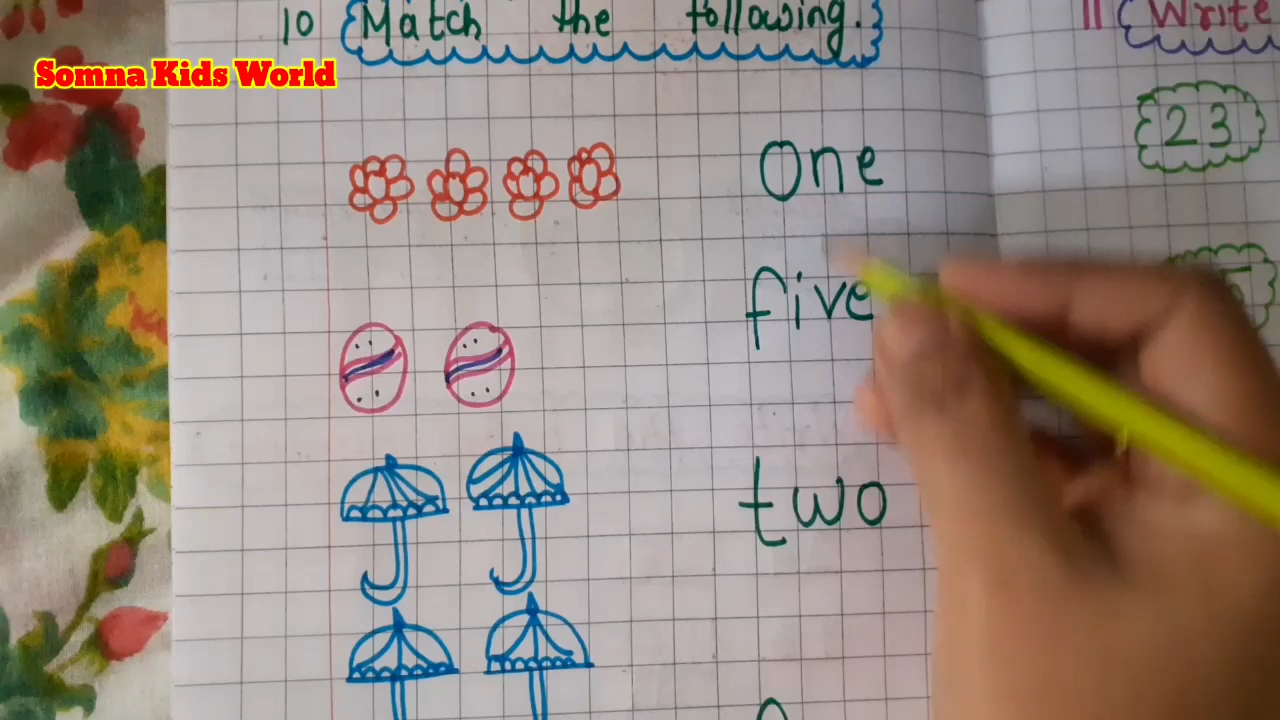 10 Match the following.
11 Write
Somna Kids World
23
One
five
two